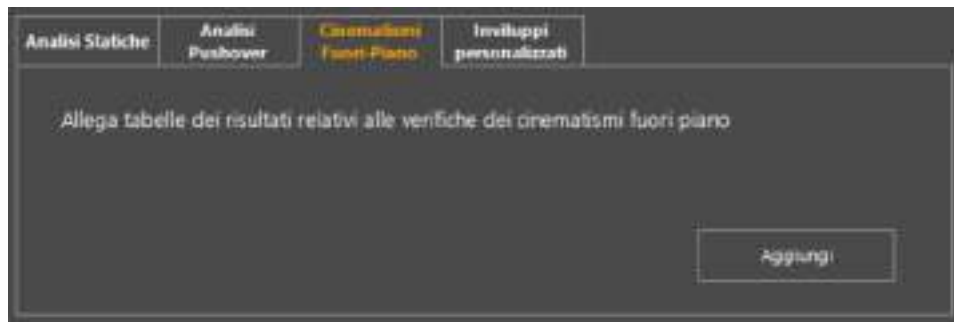 Analisi Statiche
Analisi
Pushover
Cinematismi
Fuori-Piano
Inviluppi
personalizzati
Allega tabelle dei risultati relativi alle verifiche dei cinematismi fuori piano
Aggiungi